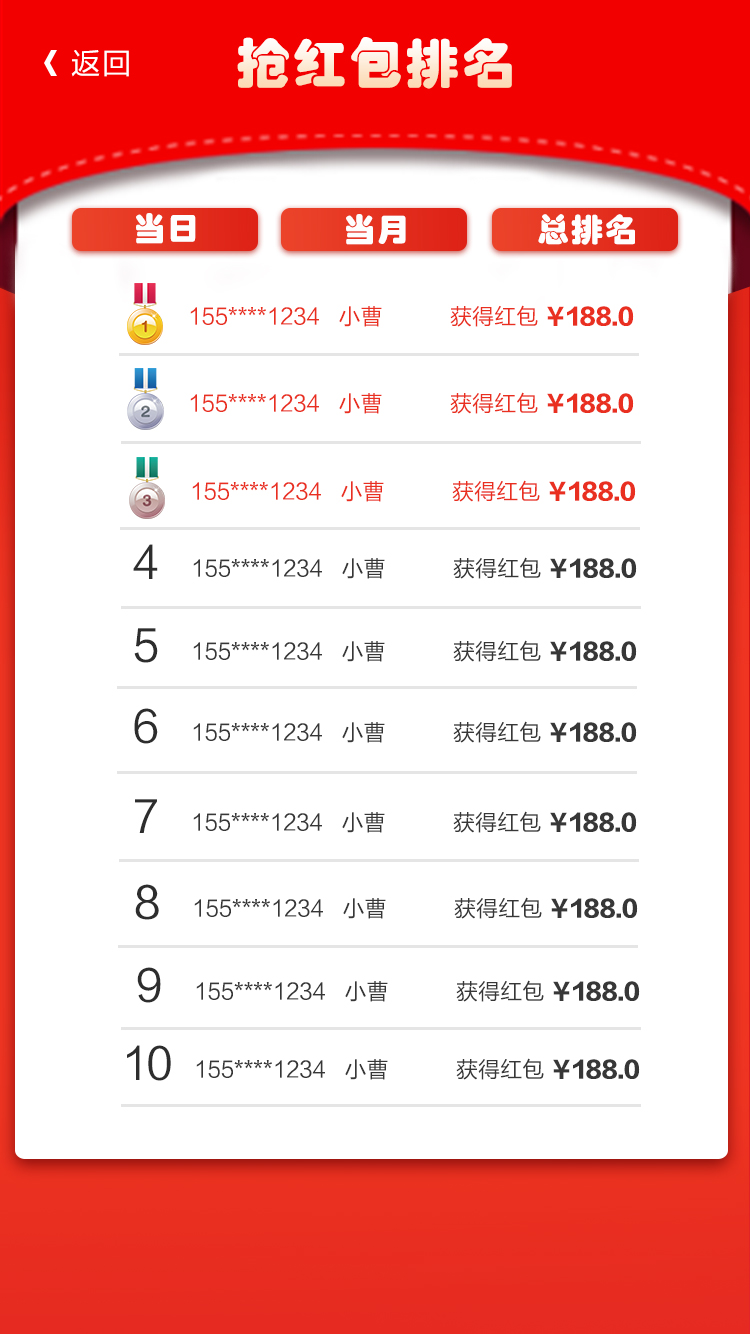 返回
抢红包排名
当日 当月 总排名
1 155****1234 小曹 获得红包 ¥188.0
2 155****1234 小曹 获得红包 ¥188.0
3 155****1234 小曹 获得红包 ¥188.0
4 155****1234 小曹 获得红包 ¥188.0
5 155****1234 小曹 获得红包 ¥188.0
6 155****1234 小曹 获得红包 ¥188.0
7 155****1234 小曹 获得红包 ¥188.0
8 155****1234 小曹 获得红包 ¥188.0
9 155****1234 小曹 获得红包 ¥188.0
10 155****1234 小曹 获得红包 ¥188.0